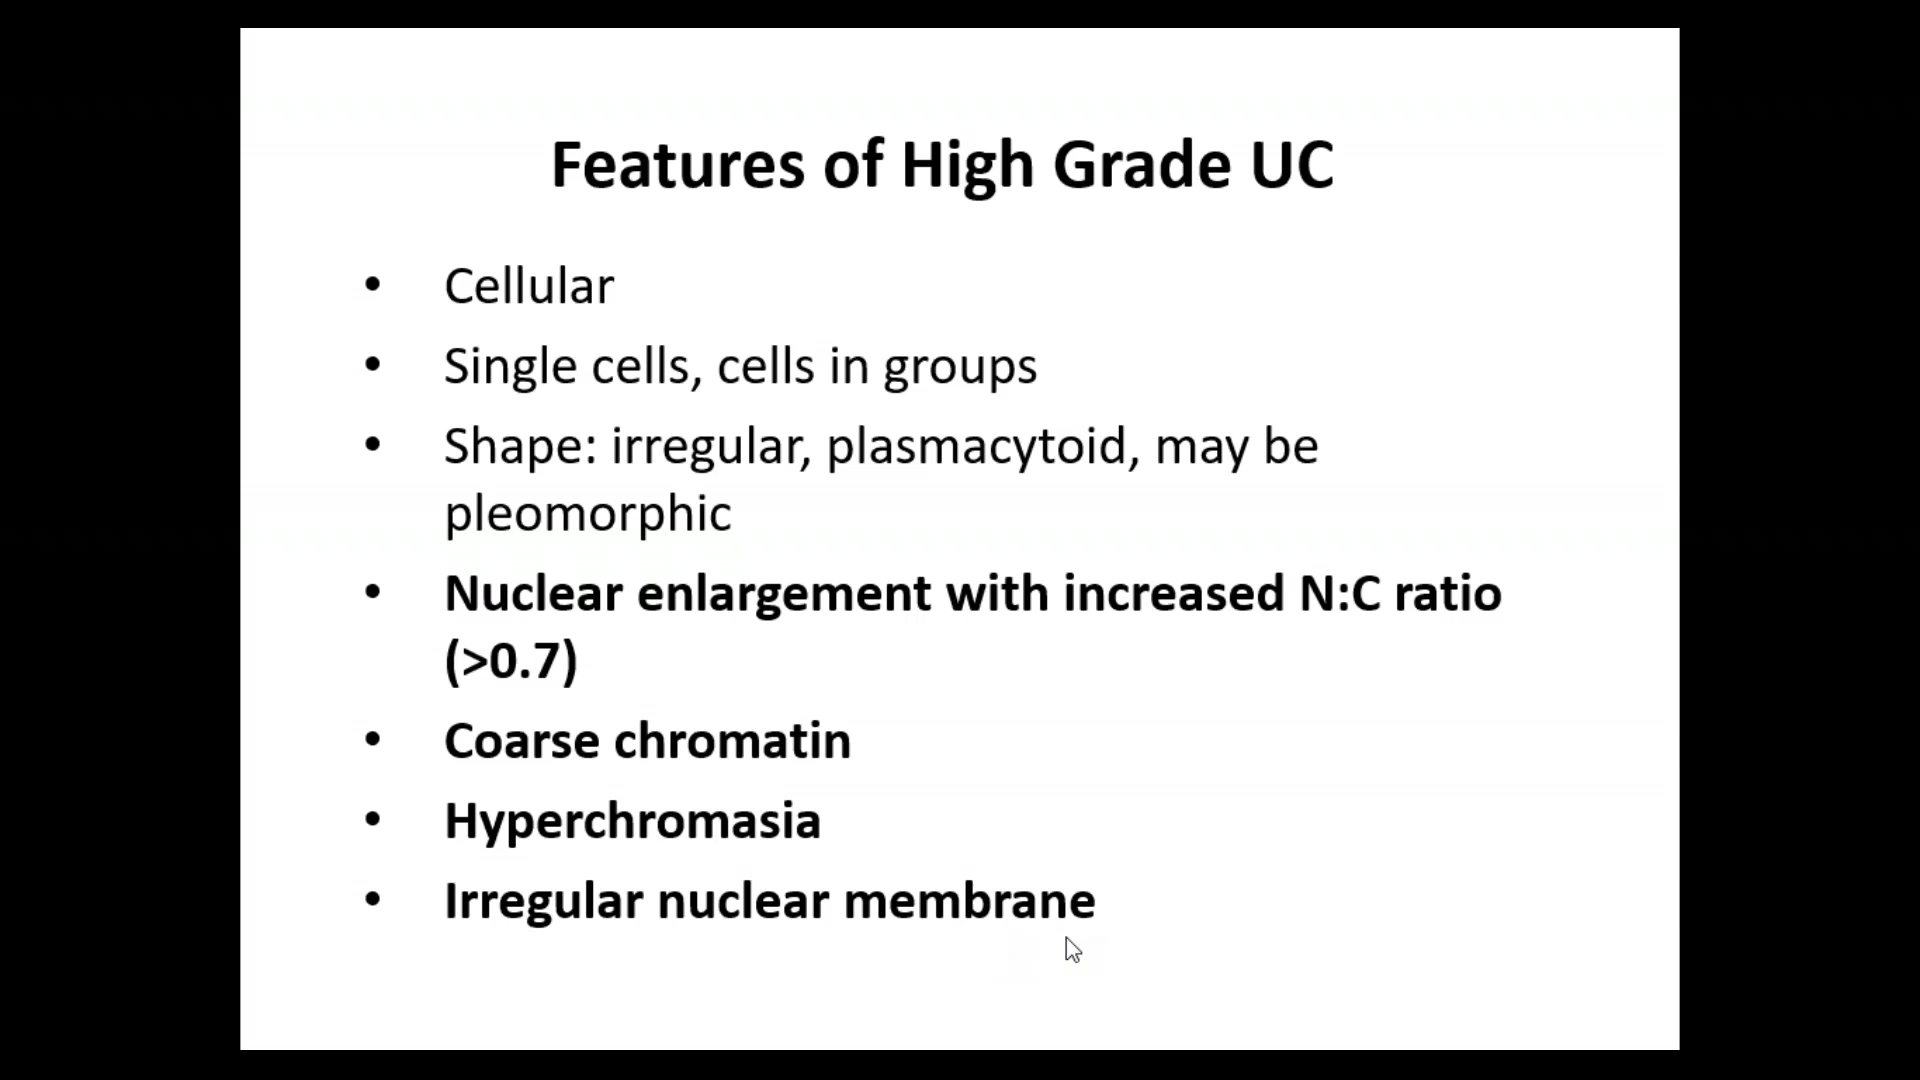 Features of High Grade UC
• Cellular
• Single cells, cells in groups
• Shape: irregular, plasmacytoid, may be
pleomorphic
• Nuclear enlargement with increased N:C ratio
(>0.7)
• Coarse chromatin
• Hyperchromasia
• Irregular nuclear membrane